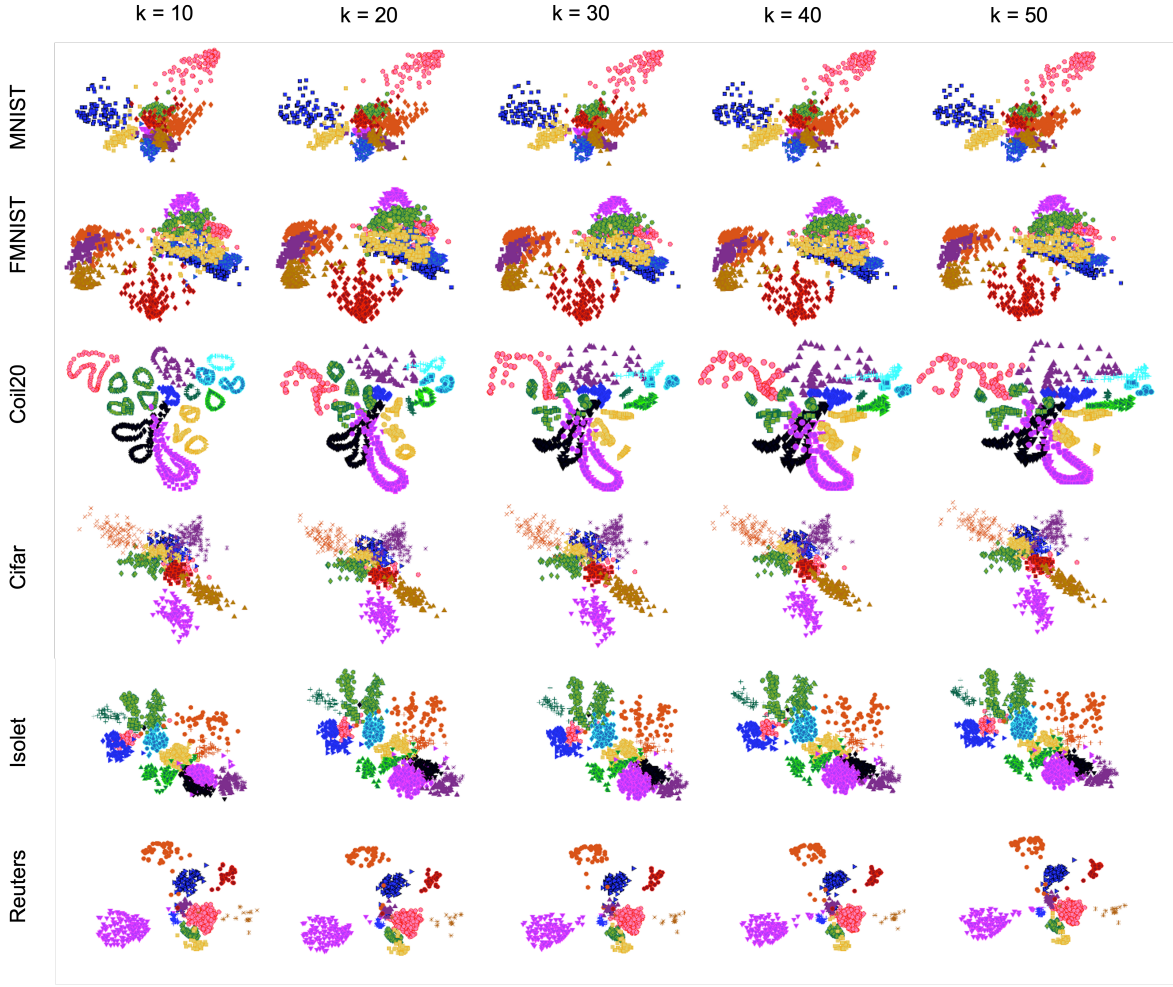 k = 10 k = 20 k = 30 k = 40 k = 50
MNIST
FMNIST
Coil20
Cifar
Isolet
Reuters